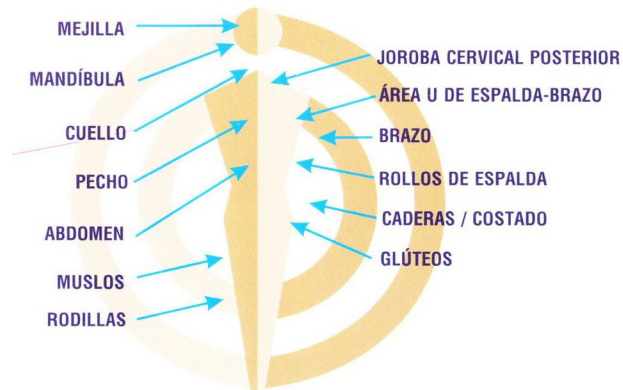 MEJILLA
MANDÍBULA
CUELLO
PECHO
ABDOMEN
MUSLOS
RODILLAS
JOROBA CERVICAL POSTERIOR
ÁREA U DE ESPALDA-BRAZO
BRAZO
ROLLOS DE ESPALDA
CADERAS / COSTADO
GLÚTEOS